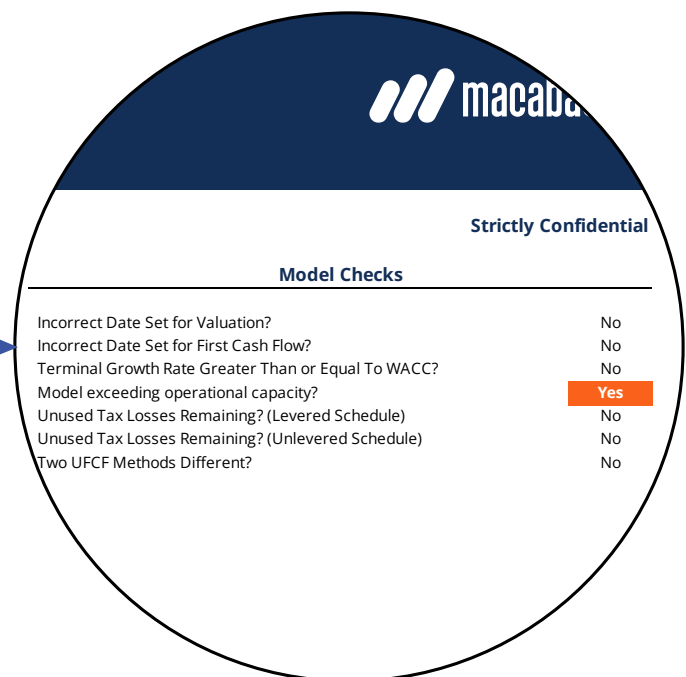 Strictly Confidential
Model Checks
Incorrect Date Set for Valuation? No
Incorrect Date Set for First Cash Flow? No
Terminal Growth Rate Greater Than or Equal To WACC? No
Model exceeding operational capacity? Yes
Unused Tax Losses Remaining? (Levered Schedule) No
Unused Tax Losses Remaining? (Unlevered Schedule) No
Two UFCF Methods Different? No